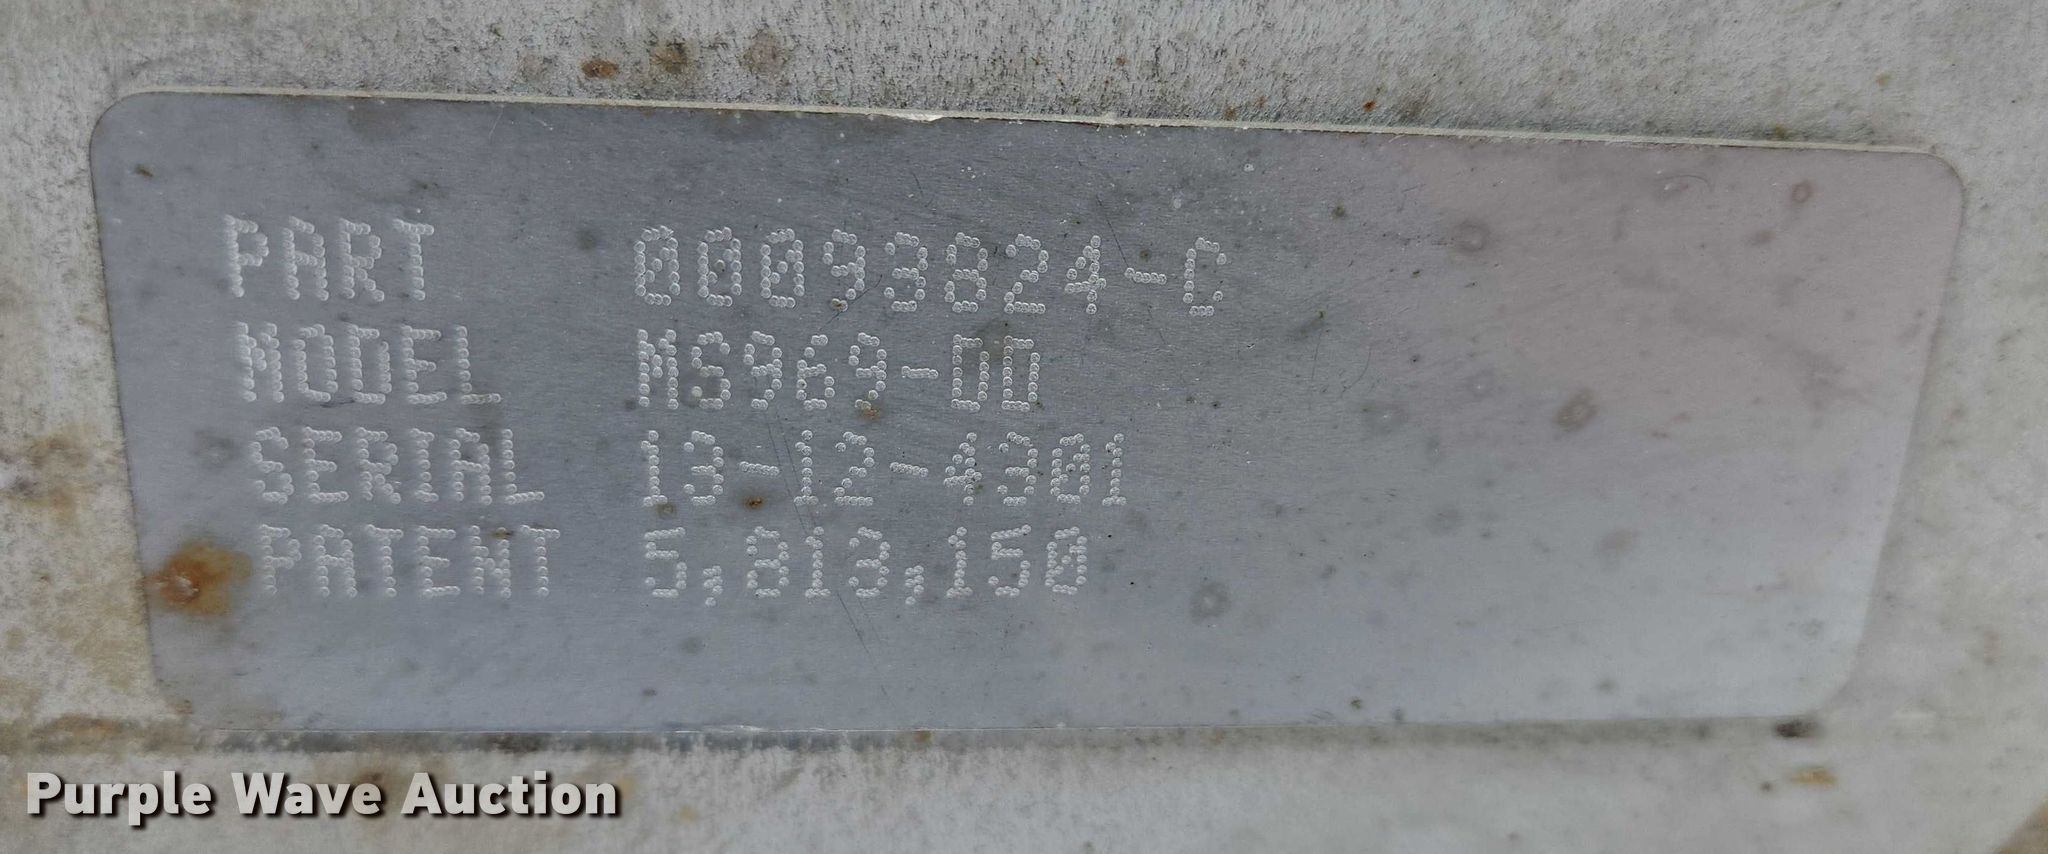 PART 00093824-C
MODEL MS969-DD
SERIAL 13-12-4301
PATENT 5,813,150
Purple Wave Auction